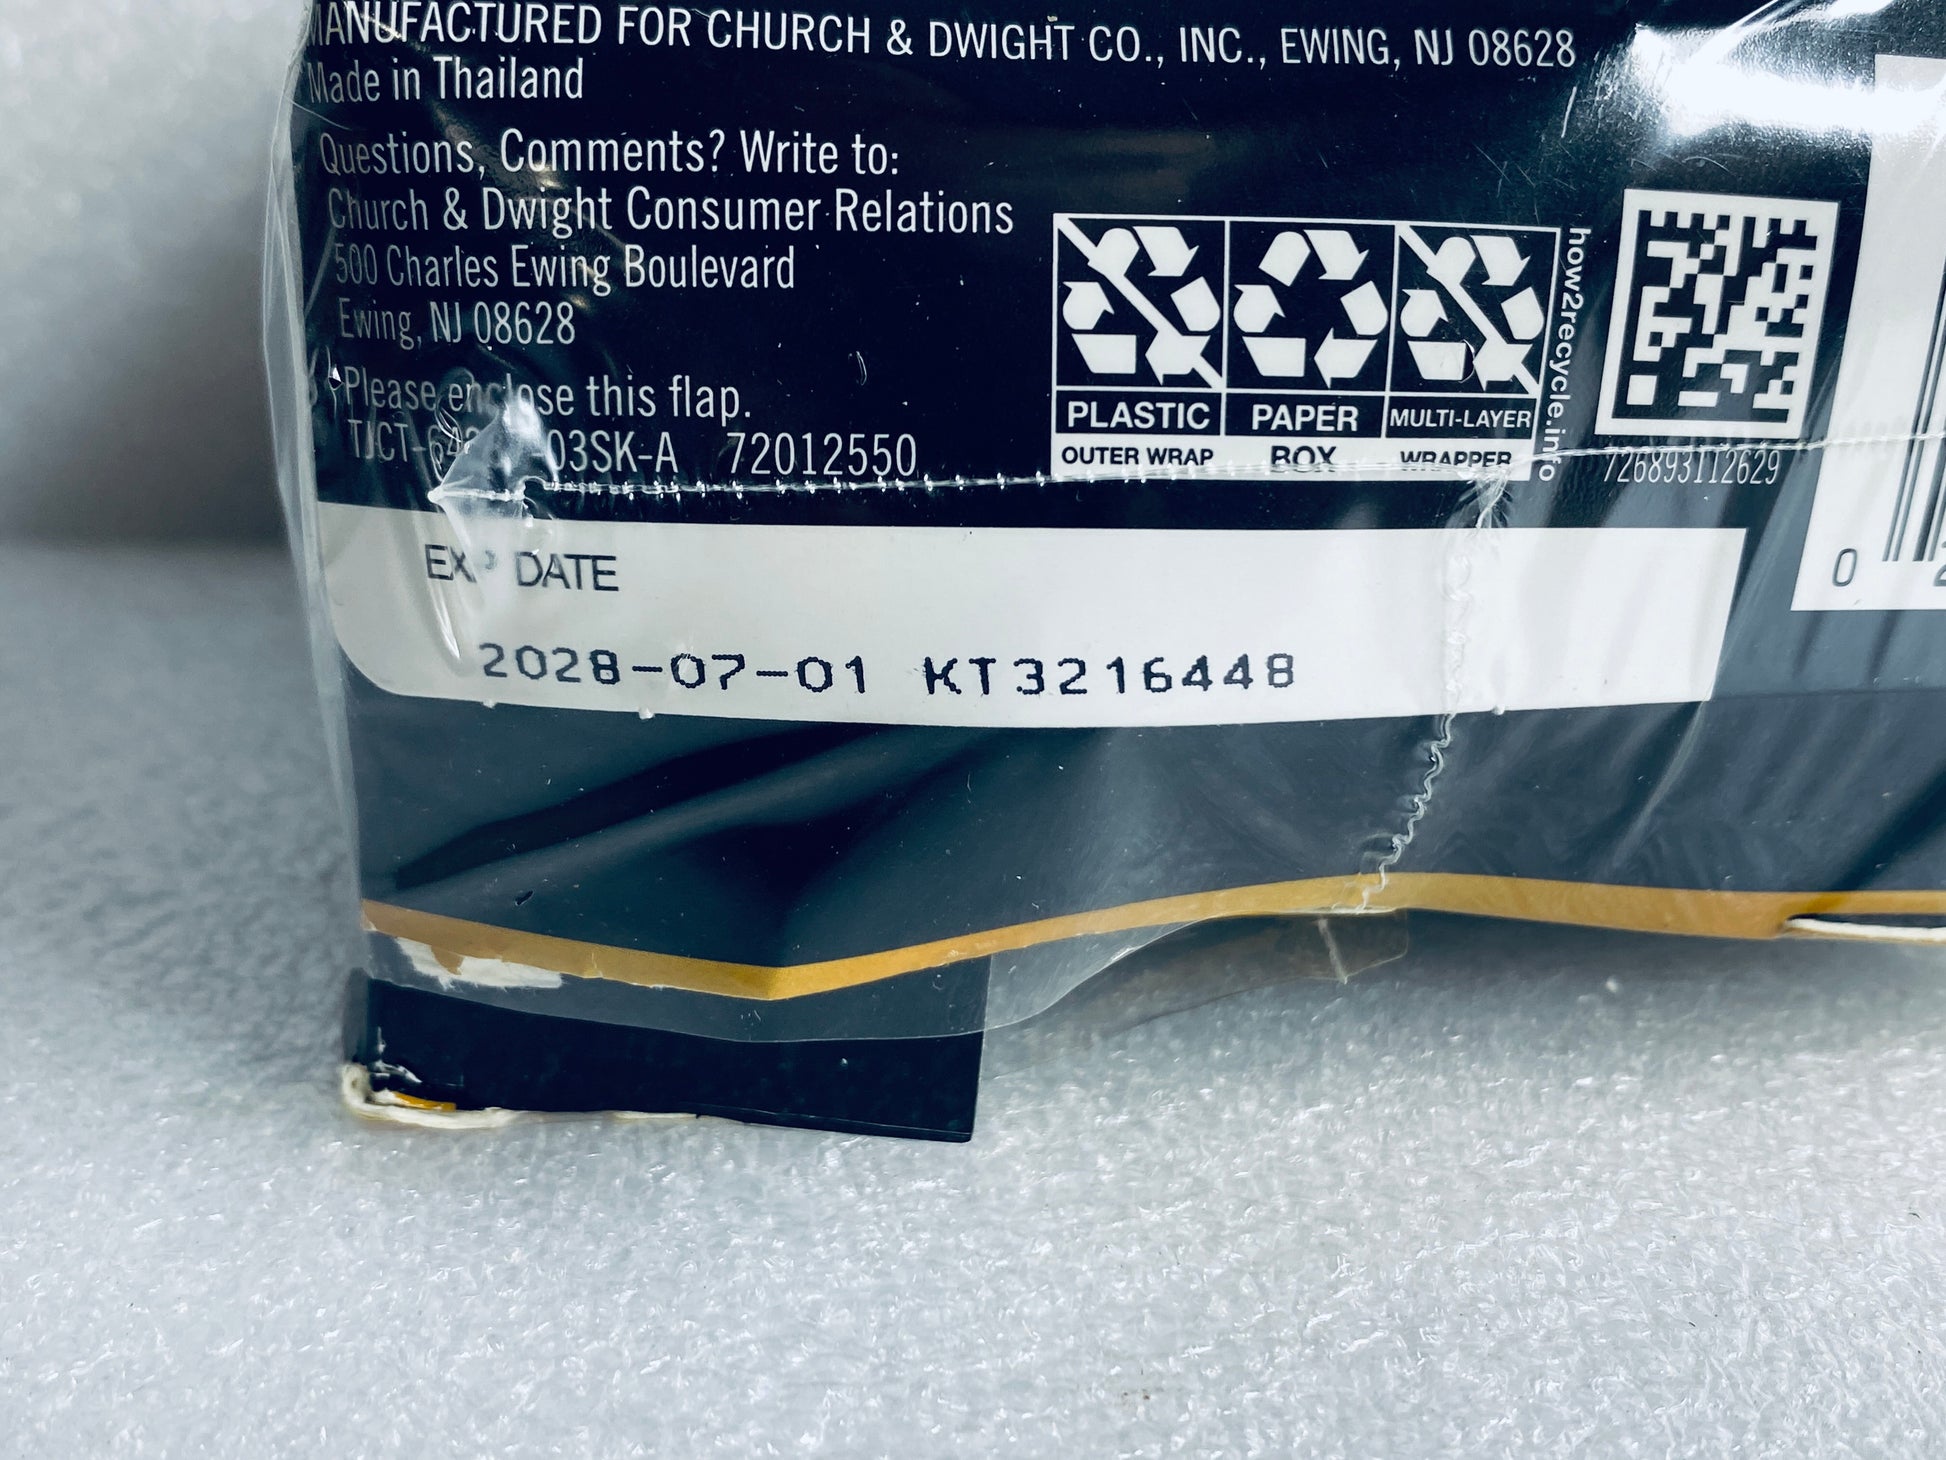 MANUFACTURED FOR CHURCH & DWIGHT CO., INC., EWING, NJ 08628
Made in Thailand
Questions, Comments? Write to:
Church & Dwight Consumer Relations
500 Charles Ewing Boulevard
Ewing, NJ 08628
Please enclose this flap.
72012550
PLASTIC
OUTER WRAP
PAPER
BOX
MULTI-LAYER
WRAPPER
how2recycle.info
726893112629
0
EXP DATE
2028-07-01 KT3216448